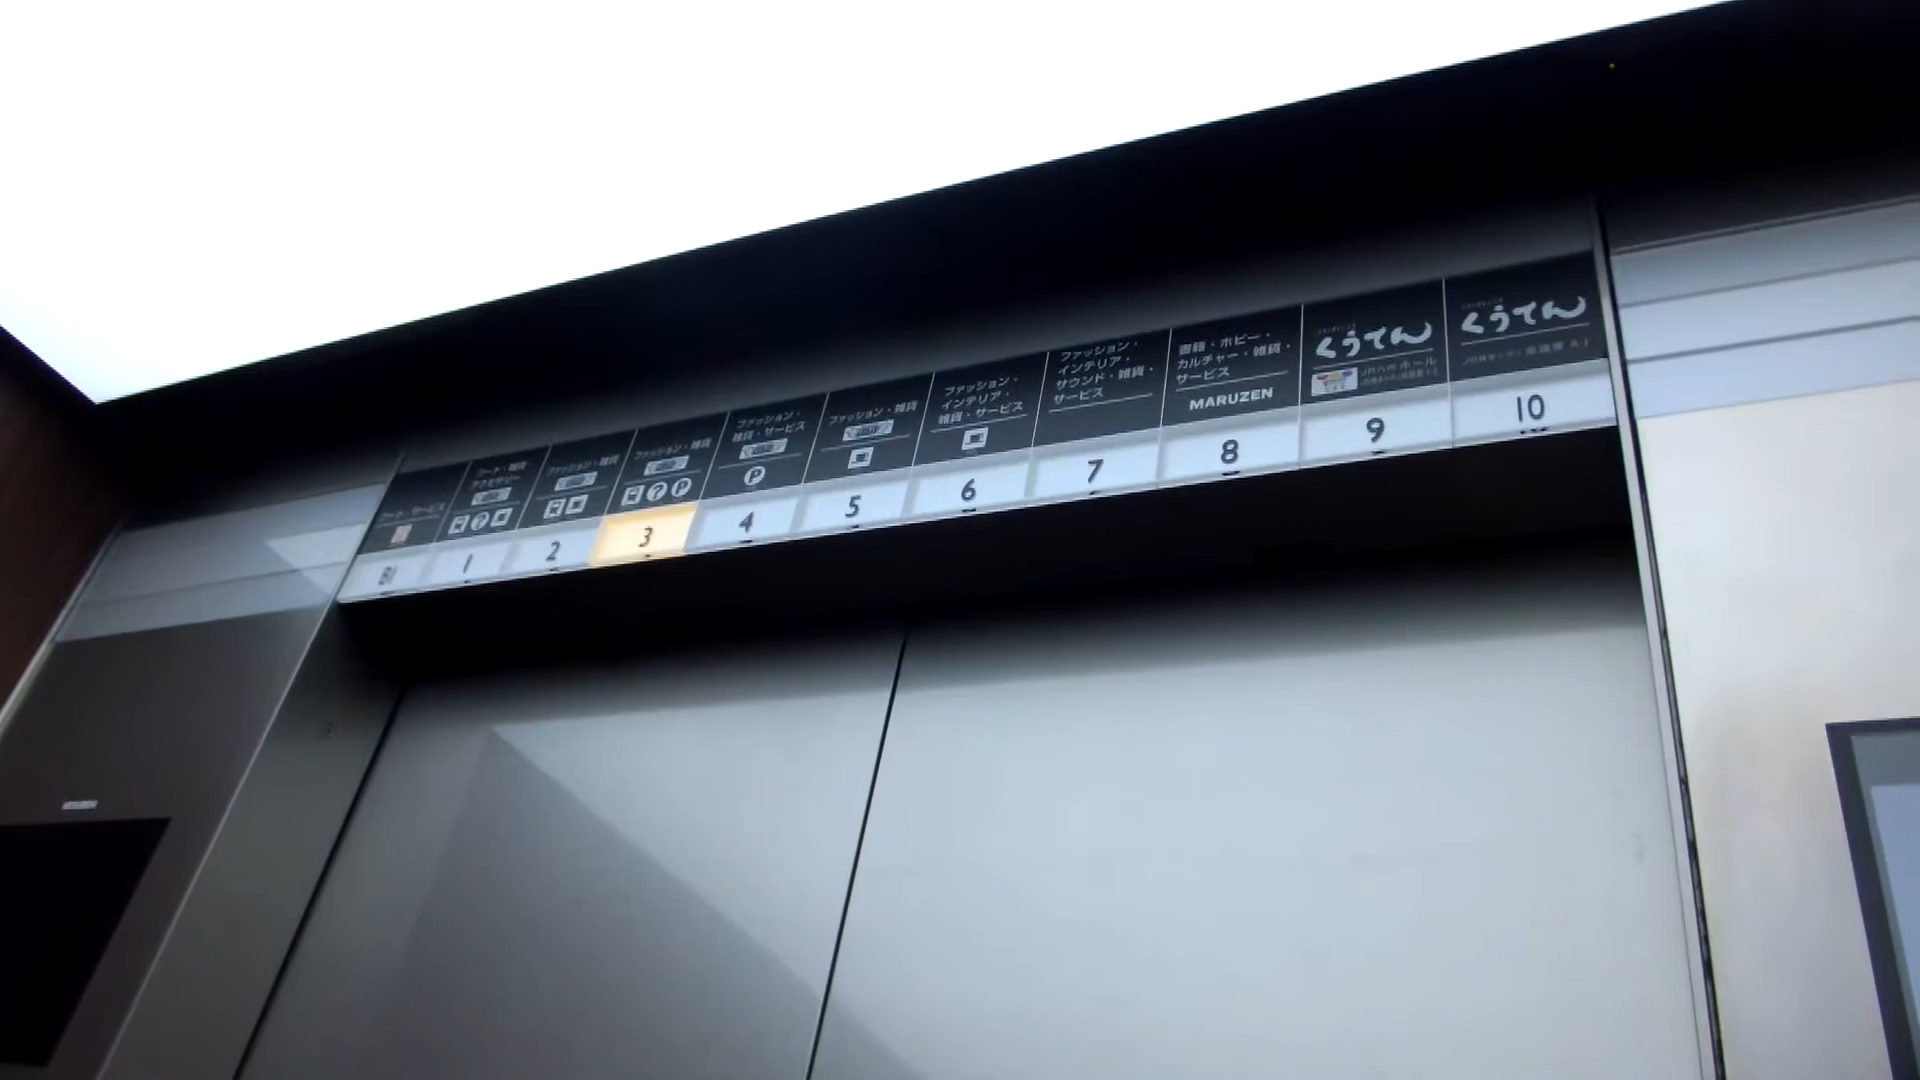 フード・サービス
B1
フード・雑貨
アクセサリー
1
ファッション・雑貨
2
ファッション・雑貨
? P
3
ファッション・
雑貨・サービス
P
4
ファッション・雑貨
5
ファッション・
インテリア・
雑貨・サービス
6
ファッション・
インテリア・
サウンド・雑貨・
サービス
7
書籍・ホビー・
カルチャー・雑貨・
サービス
MARUZEN
8
くうてん
JR九州 ホール
9
くうてん
10